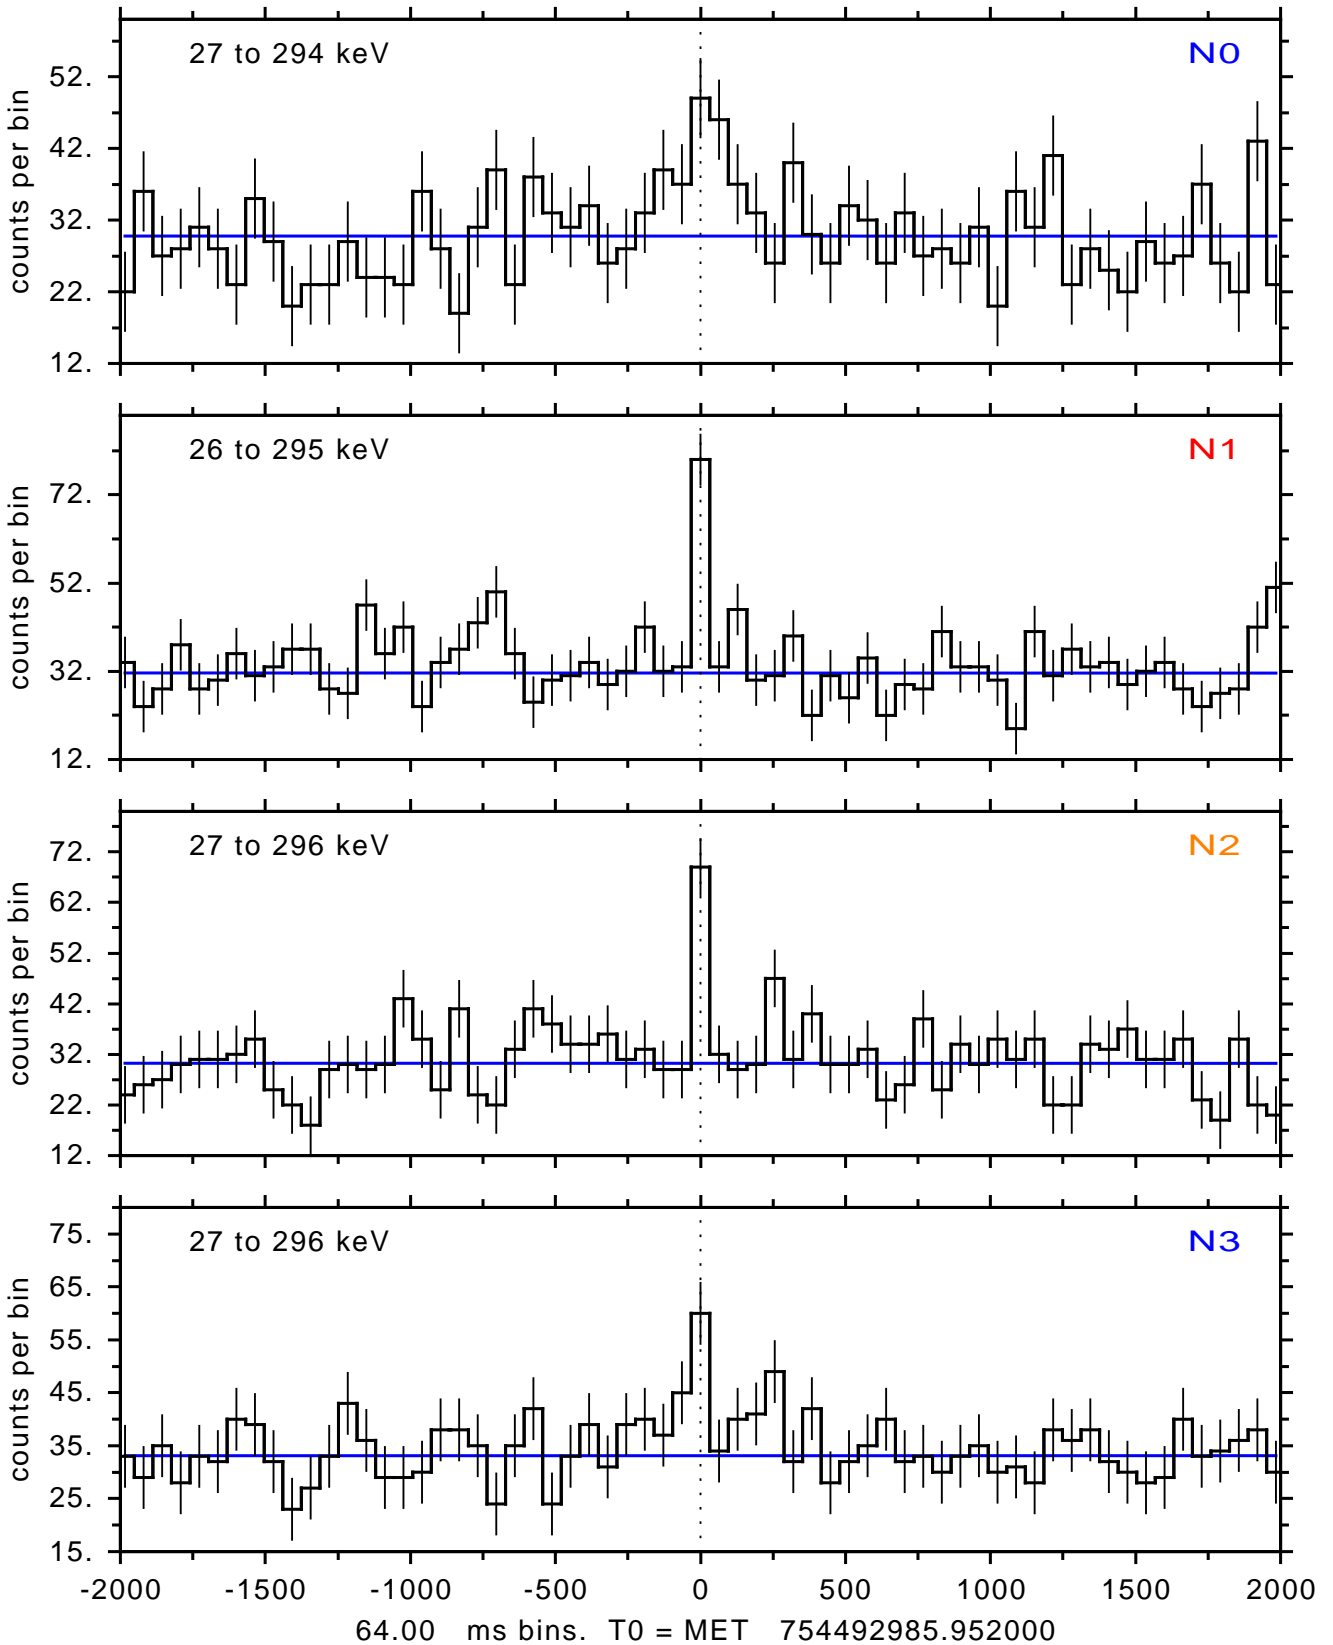 27 to 294 keV N0
52.
42.
32.
22.
12.
counts per bin
26 to 295 keV N1
72.
52.
32.
12.
counts per bin
27 to 296 keV N2
72.
62.
52.
42.
32.
22.
12.
counts per bin
27 to 296 keV N3
75.
65.
55.
45.
35.
25.
15.
counts per bin
-2000 -1500 -1000 -500 0 500 1000 1500 2000
64.00 ms bins. T0 = MET 754492985.952000